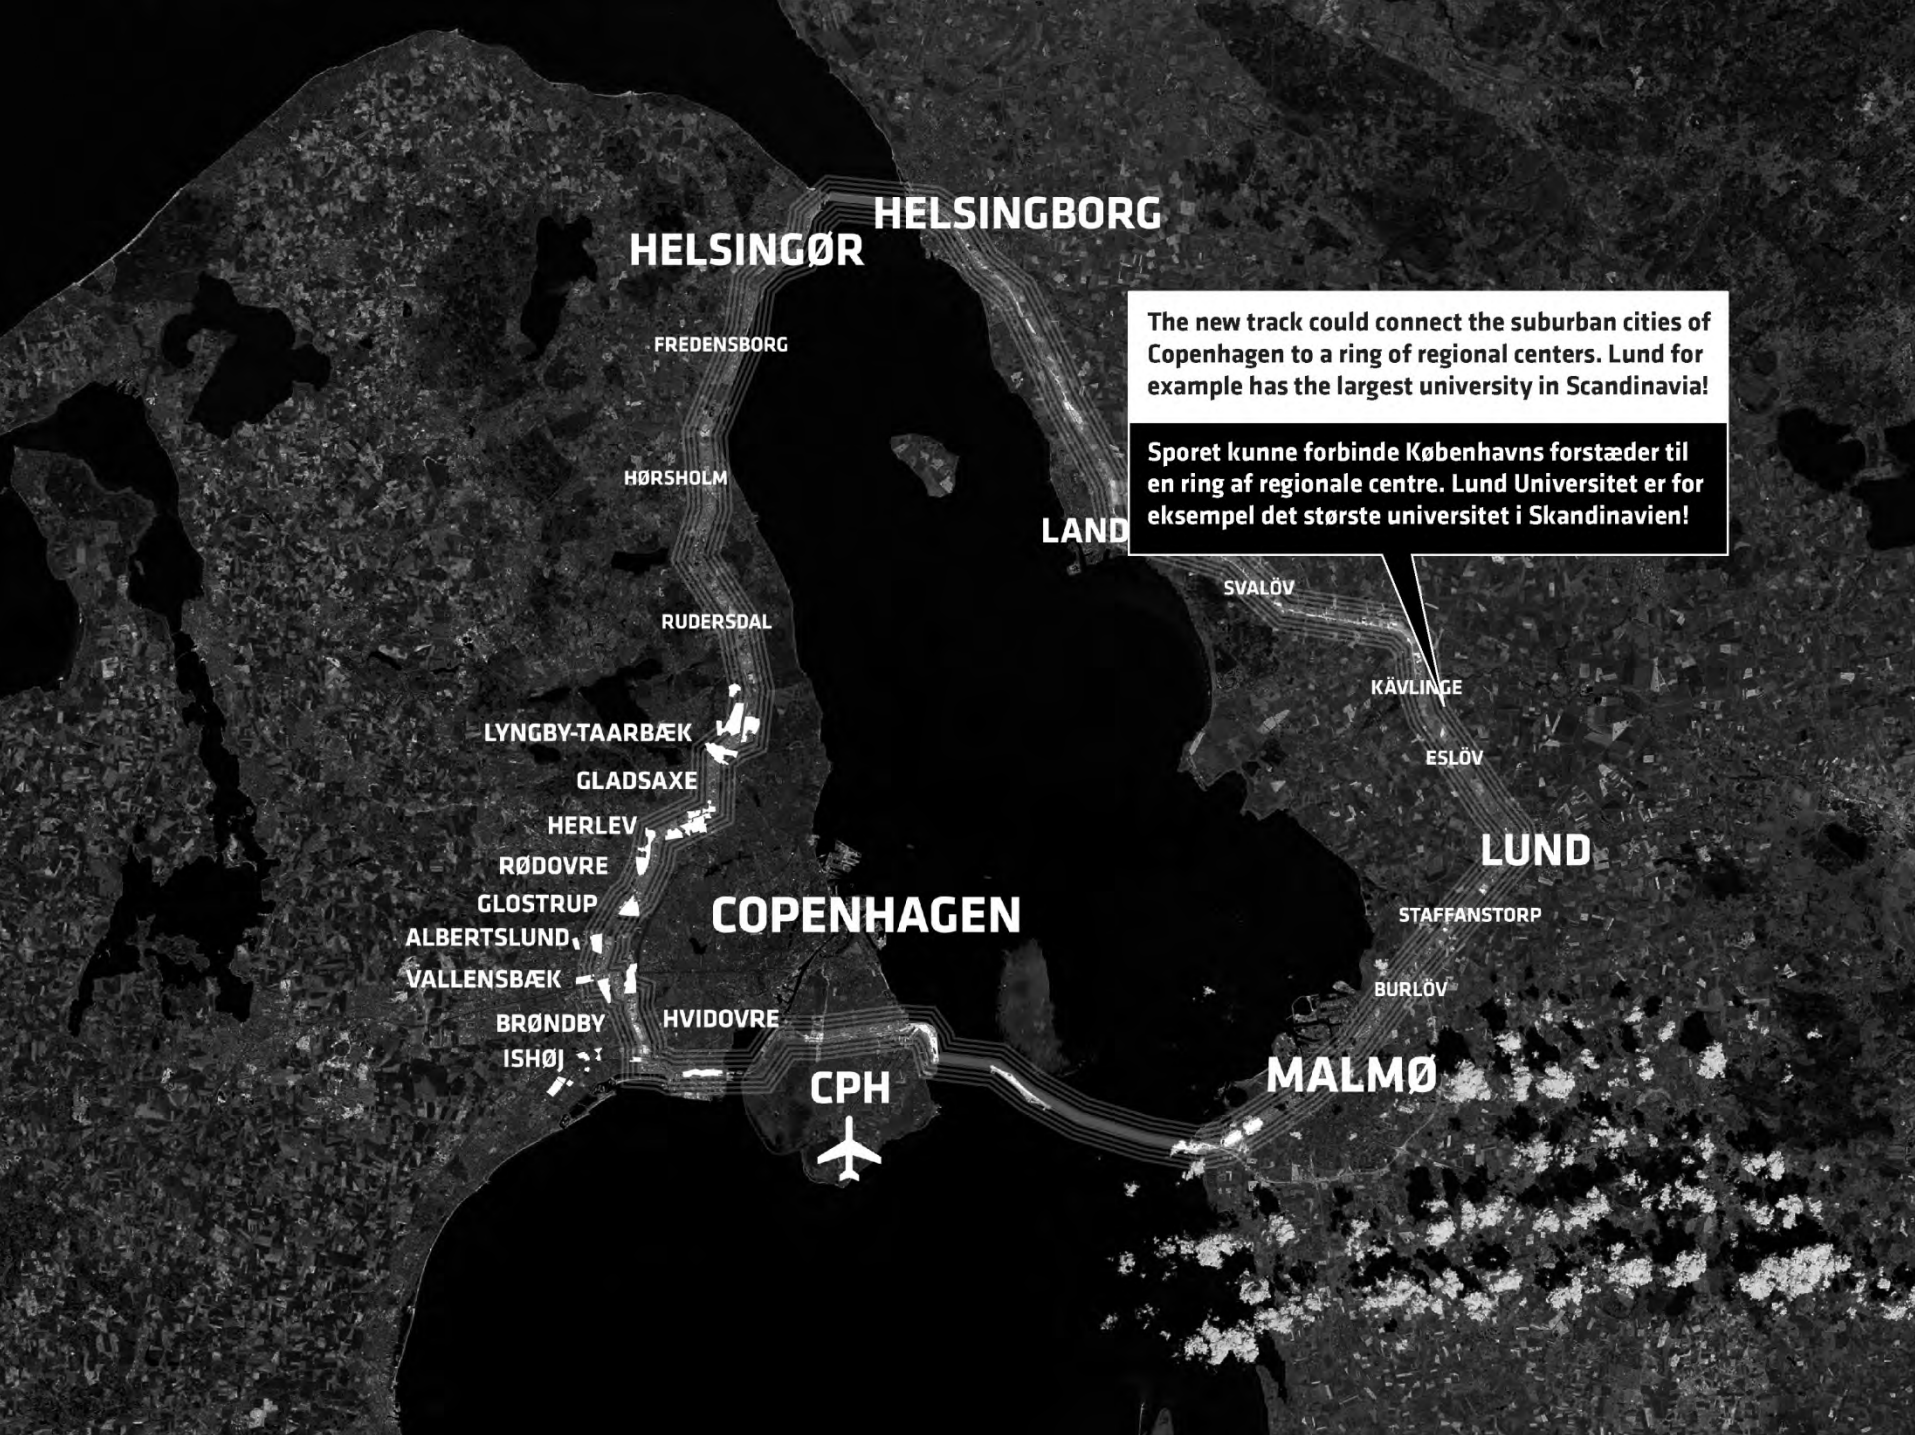 HELSINGBORG
HELSINGØR
FREDENSBORG
The new track could connect the suburban cities of
Copenhagen to a ring of regional centers. Lund for
example has the largest university in Scandinavia!
Sporet kunne forbinde Københavns forstæder til
en ring af regionale centre. Lund Universitet er for
eksempel det største universitet i Skandinavien!
HØRSHOLM
LAND
SVALÖV
RUDERSDAL
KÄVLINGE
LYNGBY-TAARBÆK
ESLÖV
GLADSAXE
HERLEV
LUND
RØDOVRE
GLOSTRUP
COPENHAGEN
STAFFANSTORP
ALBERTSLUND
VALLENSBÆK
BURLÖV
BRØNDBY
HVIDOVRE
ISHØJ
MALMØ
CPH